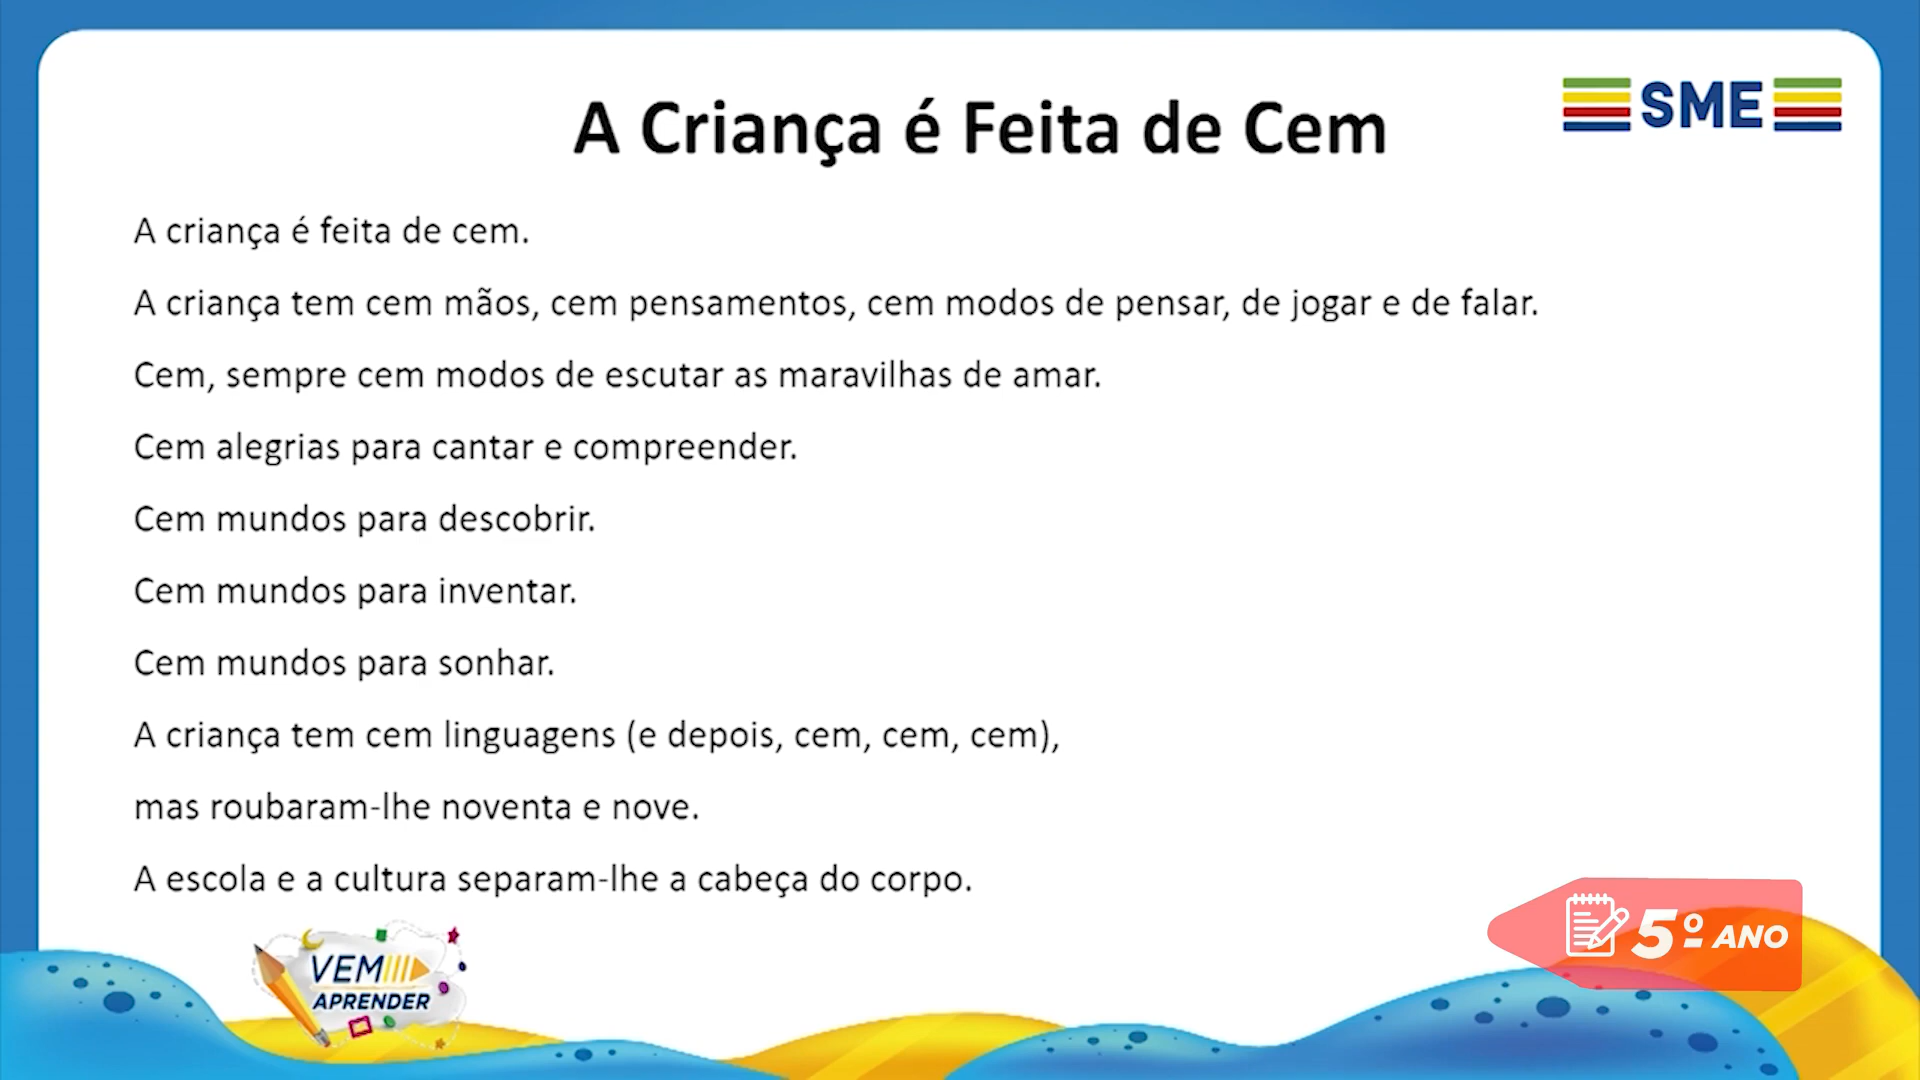 A Criança é Feita de Cem
SME
A criança é feita de cem.
A criança tem cem mãos, cem pensamentos, cem modos de pensar, de jogar e de falar.
Cem, sempre cem modos de escutar as maravilhas de amar.
Cem alegrias para cantar e compreender.
Cem mundos para descobrir.
Cem mundos para inventar.
Cem mundos para sonhar.
A criança tem cem linguagens (e depois, cem, cem, cem),
mas roubaram-lhe noventa e nove.
A escola e a cultura separam-lhe a cabeça do corpo.
VEM
APRENDER
5º ANO